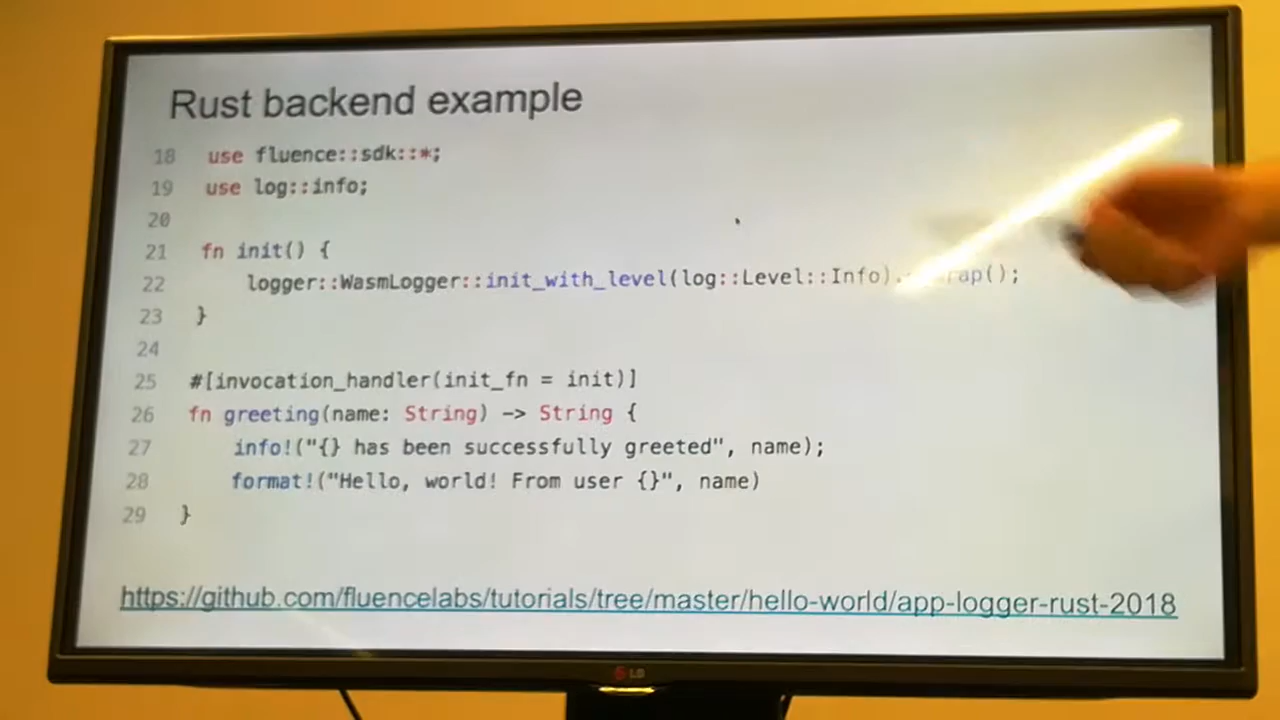 Rust backend example
18 use fluence::sdk::*;
19 use log::info;
20
21 fn init() {
22 logger::WasmLogger::init_with_level(log::Level::Info). rap();
23 }
24
25 #[invocation_handler(init_fn = init)]
26 fn greeting(name: String) -> String {
27 info!("{} has been successfully greeted", name);
28 format!("Hello, world! From user {}", name)
29 }
https://github.com/fluencelabs/tutorials/tree/master/hello-world/app-logger-rust-2018
LG